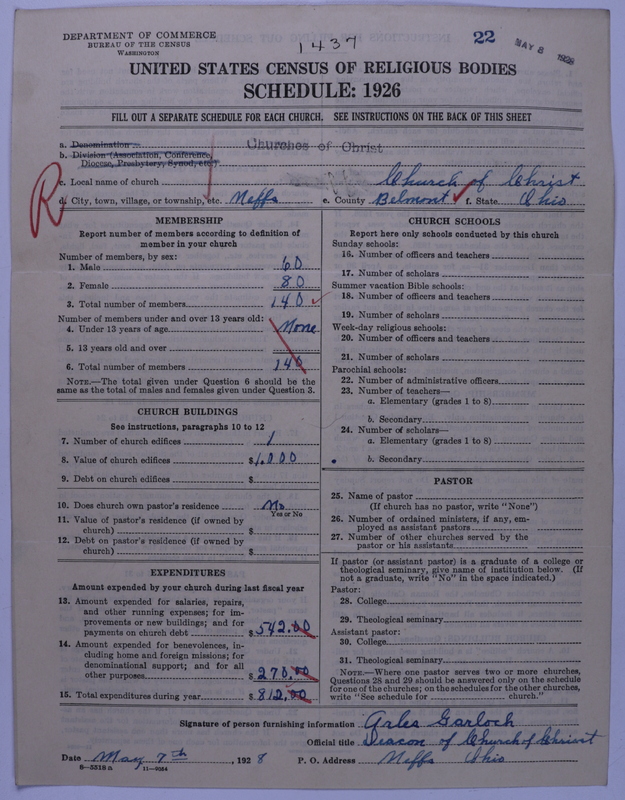 DEPARTMENT OF COMMERCE
BUREAU OF THE CENSUS
WASHINGTON
1437
22
MAY 8 1928
UNITED STATES CENSUS OF RELIGIOUS BODIES
SCHEDULE: 1926
FILL OUT A SEPARATE SCHEDULE FOR EACH CHURCH. SEE INSTRUCTIONS ON THE BACK OF THIS SHEET
a. Denomination Churches of Christ
b. Division (Association, Conference, Diocese, Presbytery, Synod, etc.)
c. Local name of church Church of Christ
R
d. City, town, village, or township, etc. Neffs e. County Belmont f. State Ohio
MEMBERSHIP
Report number of members according to definition of member in your church
Number of members, by sex:
1. Male 60
2. Female 80
3. Total number of members 140
Number of members under and over 13 years old:
4. Under 13 years of age None
5. 13 years old and over
6. Total number of members 140
NOTE.—The total given under Question 6 should be the same as the total of males and females given under Question 3.
CHURCH BUILDINGS
See instructions, paragraphs 10 to 12
7. Number of church edifices 1
8. Value of church edifices $1,000
9. Debt on church edifices $
10. Does church own pastor's residence No
Yes or No
11. Value of pastor's residence (if owned by church) $
12. Debt on pastor's residence (if owned by church) $
EXPENDITURES
Amount expended by your church during last fiscal year
13. Amount expended for salaries, repairs, and other running expenses; for improvements or new buildings; and for payments on church debt $542.00
14. Amount expended for benevolences, including home and foreign missions; for denominational support; and for all other purposes $270.00
15. Total expenditures during year $812.00
CHURCH SCHOOLS
Report here only schools conducted by this church
Sunday schools:
16. Number of officers and teachers
17. Number of scholars
Summer vacation Bible schools:
18. Number of officers and teachers
19. Number of scholars
Week-day religious schools:
20. Number of officers and teachers
21. Number of scholars
Parochial schools:
22. Number of administrative officers
23. Number of teachers—
a. Elementary (grades 1 to 8)
b. Secondary
24. Number of scholars—
a. Elementary (grades 1 to 8)
b. Secondary
PASTOR
25. Name of pastor
(If church has no pastor, write "None")
26. Number of ordained ministers, if any, employed as assistant pastors
27. Number of other churches served by the pastor or his assistants
If pastor (or assistant pastor) is a graduate of a college or theological seminary, give name of institution below. (If not a graduate, write "No" in the space indicated.)
Pastor:
28. College
29. Theological seminary
Assistant pastor:
30. College
31. Theological seminary
NOTE.—Where one pastor serves two or more churches, Questions 28 and 29 should be answered only on the schedule for one of the churches; on the schedules for the other churches, write "See schedule for church."
Signature of person furnishing information Arles Garloch
Official title Deacon of Church of Christ
Date May 7th, 1928 P. O. Address Neffs Ohio
8—5518 a 11—9084